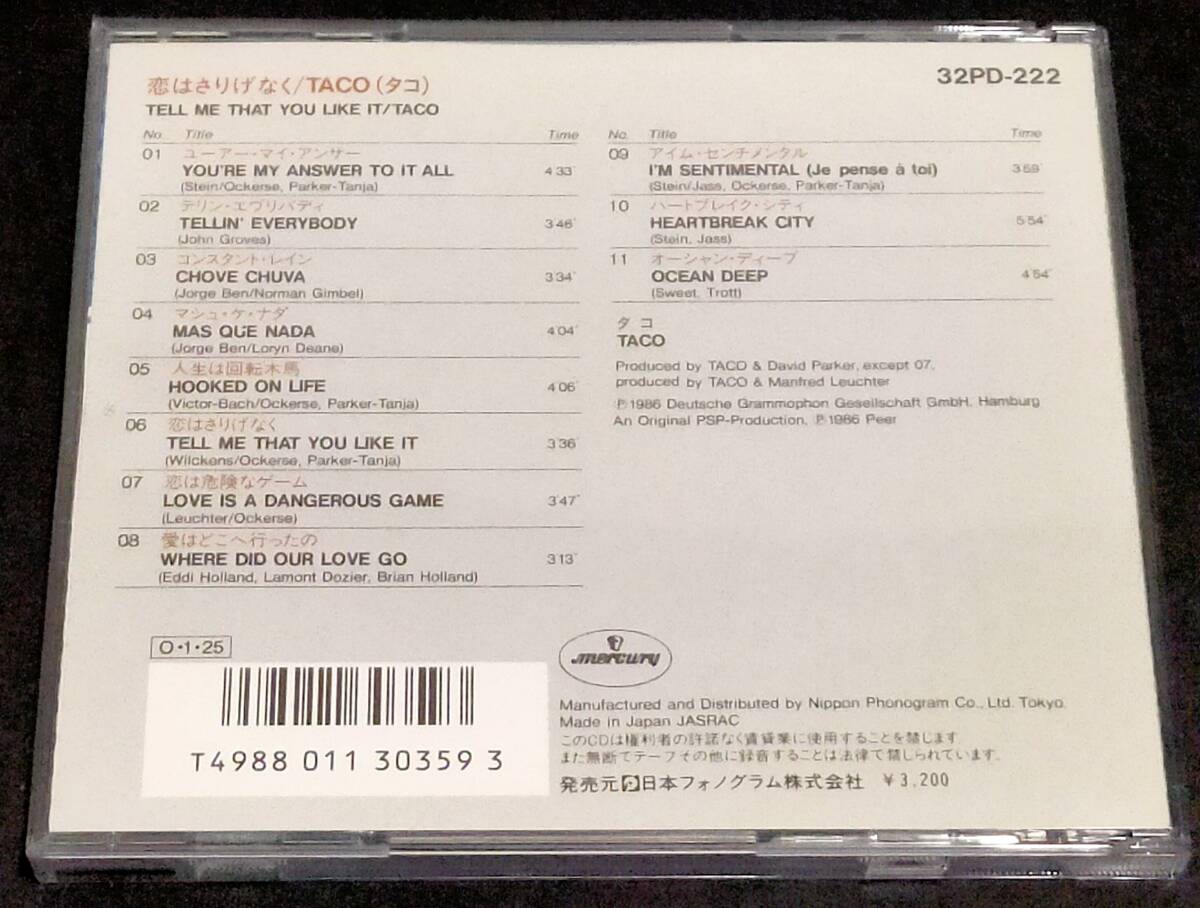 恋はさりげなく/TACO(タコ)
TELL ME THAT YOU LIKE IT/TACO
32PD-222
No. Title Time
01 ユーアー・マイ・アンサー
YOU'RE MY ANSWER TO IT ALL 4'33"
(Stein/Ockerse, Parker-Tanja)
02 テリン・エヴリバディ
TELLIN' EVERYBODY 3'46"
(John Groves)
03 コンスタント・レイン
CHOVE CHUVA 3'34"
(Jorge Ben/Norman Gimbel)
04 マシュ・ケ・ナダ
MAS QUE NADA 4'04"
(Jorge Ben/Loryn Deane)
05 人生は回転木馬
HOOKED ON LIFE 4'06"
(Victor-Bach/Ockerse, Parker-Tanja)
06 恋はさりげなく
TELL ME THAT YOU LIKE IT 3'36"
(Wilckens/Ockerse, Parker-Tanja)
07 恋は危険なゲーム
LOVE IS A DANGEROUS GAME 3'47"
(Leuchter/Ockerse)
08 愛はどこへ行ったの
WHERE DID OUR LOVE GO 3'13"
(Eddi Holland, Lamont Dozier, Brian Holland)
No. Title Time
09 アイム・センチメンタル
I'M SENTIMENTAL (Je pense à toi) 3'59"
(Stein/Jass, Ockerse, Parker-Tanja)
10 ハートブレイク・シティ
HEARTBREAK CITY 5'54"
(Stein, Jass)
11 オーシャン・ディープ
OCEAN DEEP 4'54"
(Sweet, Trott)
タコ
TACO
Produced by TACO & David Parker, except 07,
produced by TACO & Manfred Leuchter
Ⓟ1986 Deutsche Grammophon Gesellschaft GmbH, Hamburg
An Original PSP-Production, Ⓟ1986 Peer
O・1・25
T4988 011 30359 3
mercury
Manufactured and Distributed by Nippon Phonogram Co., Ltd. Tokyo.
Made in Japan JASRAC
このCDは権利者の許諾なく賃貸業に使用することを禁じます
また無断でテープその他に録音することは法律で禁じられています。
発売元 日本フォノグラム株式会社 ¥3,200